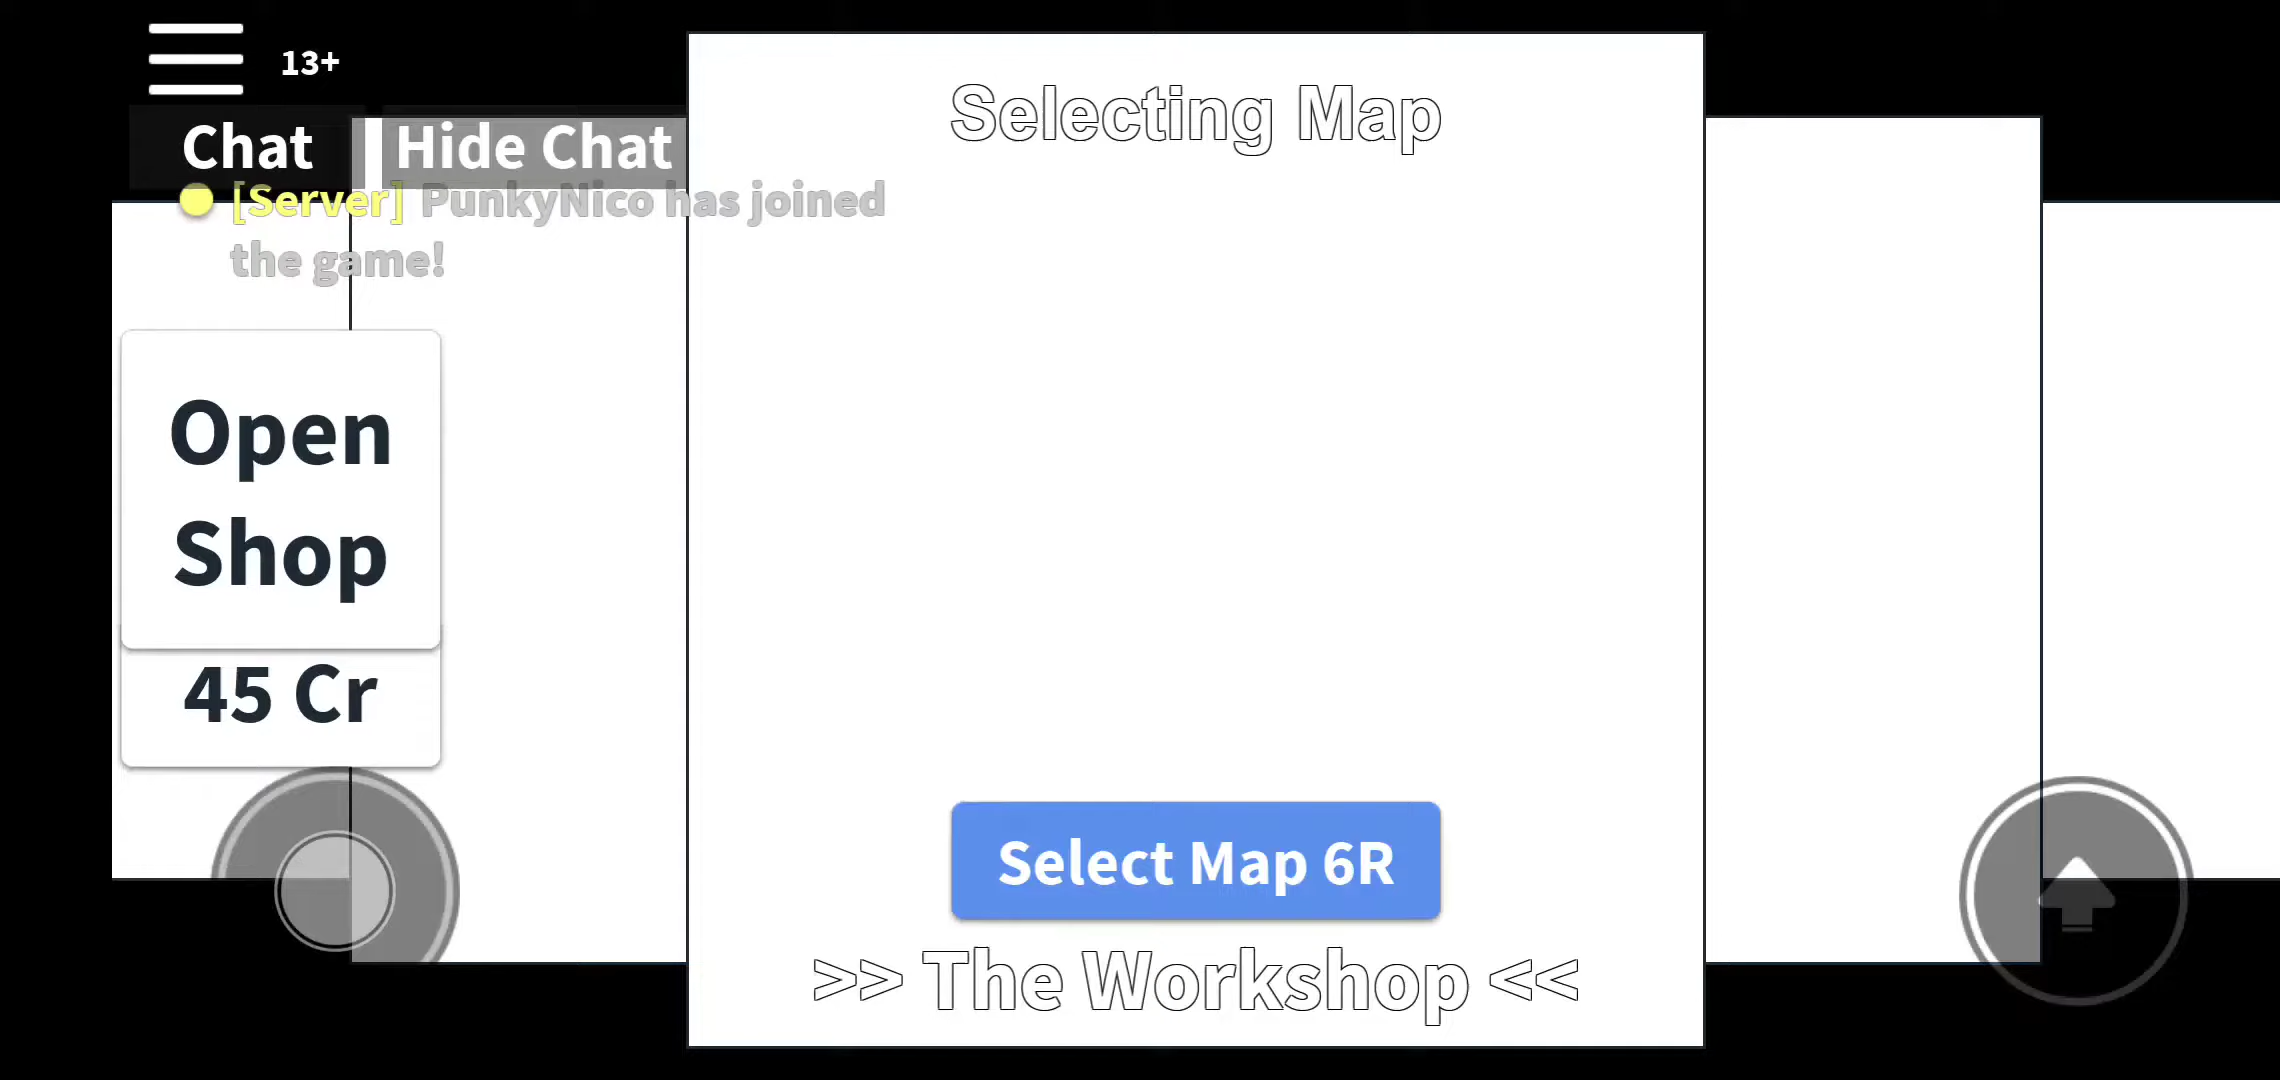 13+
Chat
Hide Chat
[Server] PunkyNico has joined
the game!
Selecting Map
Open
Shop
45 Cr
Select Map 6R
>> The Workshop <<